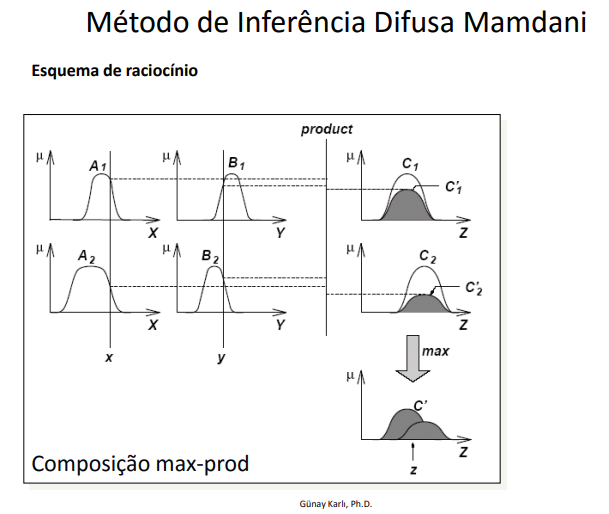 Método de Inferência Difusa Mamdani
Esquema de raciocínio
product
μ A1 X
μ B1 Y
μ C1 C'1 Z
μ A2 X
μ B2 Y
μ C2 C'2 Z
x
y
max
μ C' Z
z
Composição max-prod
Günay Karlı, Ph.D.